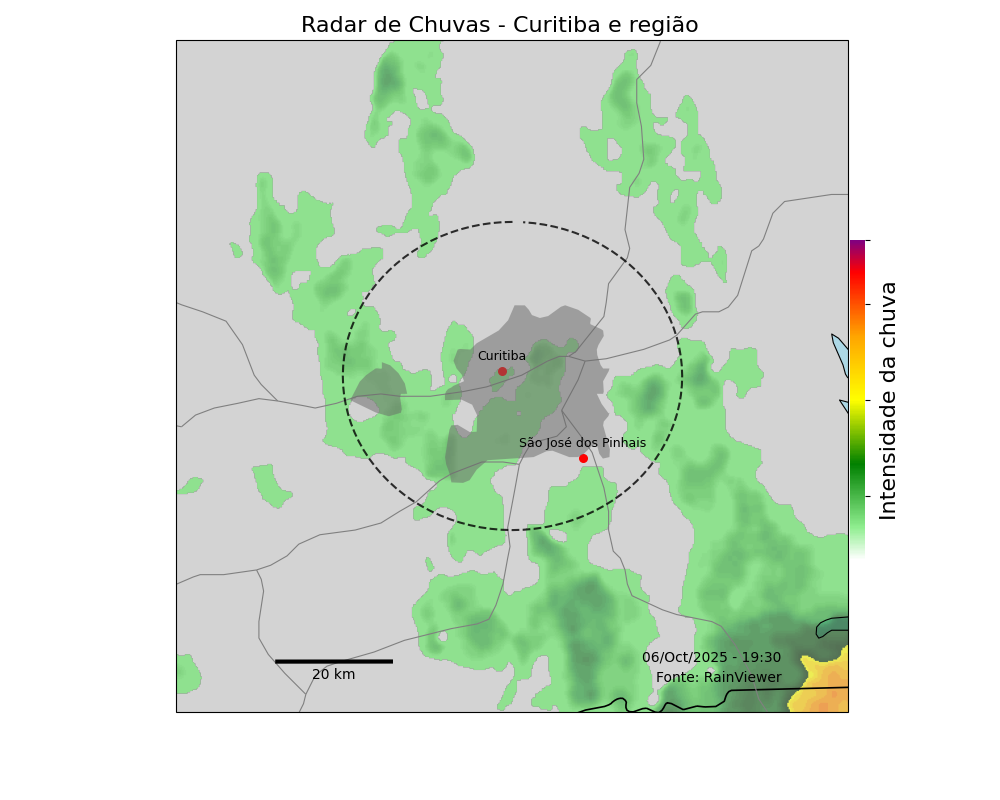 Radar de Chuvas - Curitiba e região
Curitiba
São José dos Pinhais
Intensidade da chuva
20 km
06/Oct/2025 - 19:30
Fonte: RainViewer